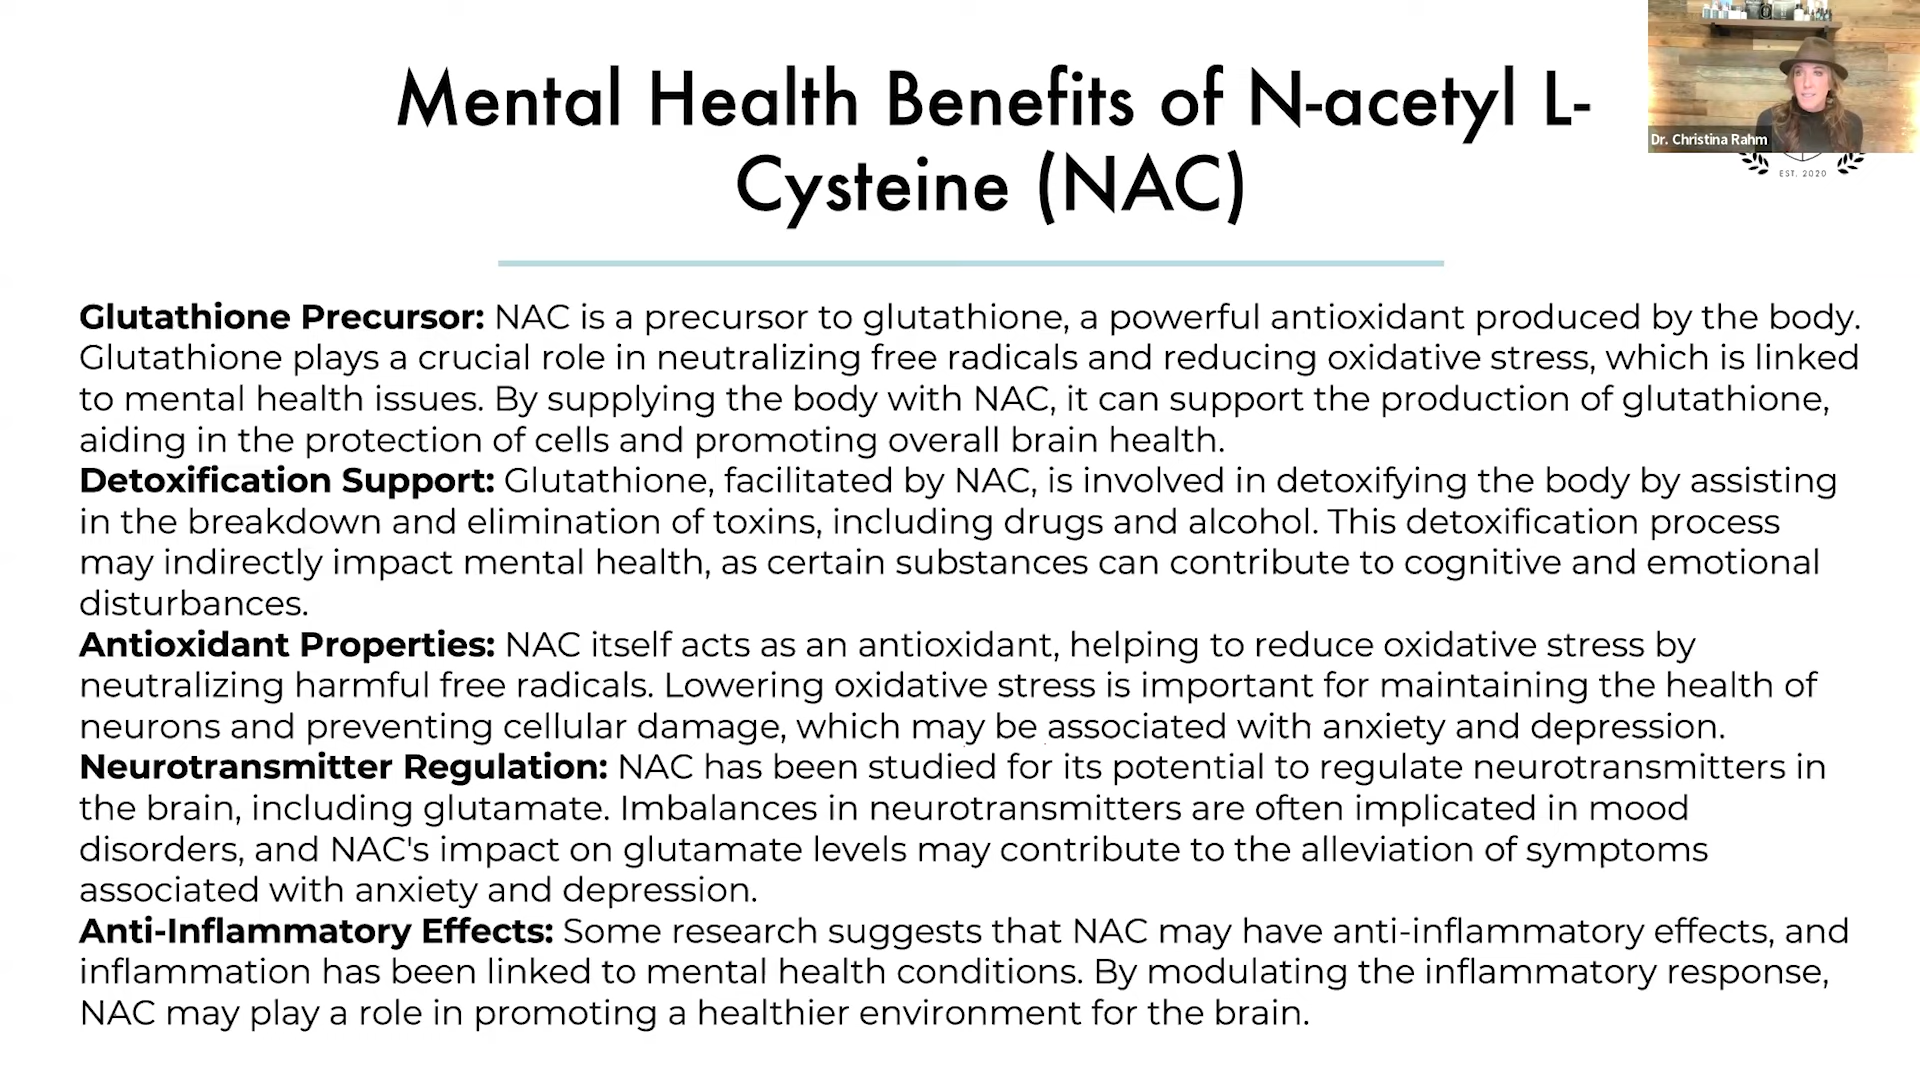 Mental Health Benefits of N-acetyl L-
Cysteine (NAC)
Dr. Christina Rahm
EST. 2020
Glutathione Precursor: NAC is a precursor to glutathione, a powerful antioxidant produced by the body.
Glutathione plays a crucial role in neutralizing free radicals and reducing oxidative stress, which is linked
to mental health issues. By supplying the body with NAC, it can support the production of glutathione,
aiding in the protection of cells and promoting overall brain health.
Detoxification Support: Glutathione, facilitated by NAC, is involved in detoxifying the body by assisting
in the breakdown and elimination of toxins, including drugs and alcohol. This detoxification process
may indirectly impact mental health, as certain substances can contribute to cognitive and emotional
disturbances.
Antioxidant Properties: NAC itself acts as an antioxidant, helping to reduce oxidative stress by
neutralizing harmful free radicals. Lowering oxidative stress is important for maintaining the health of
neurons and preventing cellular damage, which may be associated with anxiety and depression.
Neurotransmitter Regulation: NAC has been studied for its potential to regulate neurotransmitters in
the brain, including glutamate. Imbalances in neurotransmitters are often implicated in mood
disorders, and NAC's impact on glutamate levels may contribute to the alleviation of symptoms
associated with anxiety and depression.
Anti-Inflammatory Effects: Some research suggests that NAC may have anti-inflammatory effects, and
inflammation has been linked to mental health conditions. By modulating the inflammatory response,
NAC may play a role in promoting a healthier environment for the brain.